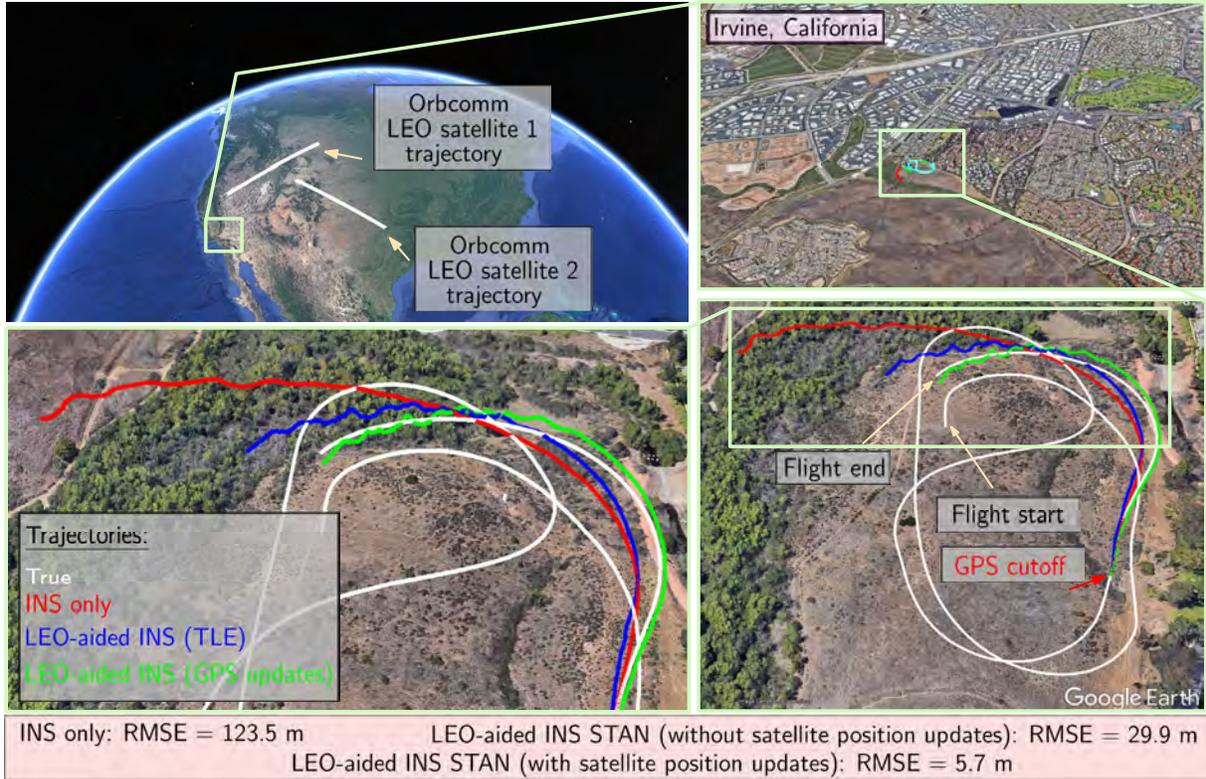 Orbcomm
LEO satellite 1
trajectory
Orbcomm
LEO satellite 2
trajectory
Irvine, California
Trajectories:
True
INS only
LEO-aided INS (TLE)
LEO-aided INS (GPS updates)
Flight end
Flight start
GPS cutoff
Google Earth
INS only: RMSE = 123.5 m
LEO-aided INS STAN (without satellite position updates): RMSE = 29.9 m
LEO-aided INS STAN (with satellite position updates): RMSE = 5.7 m